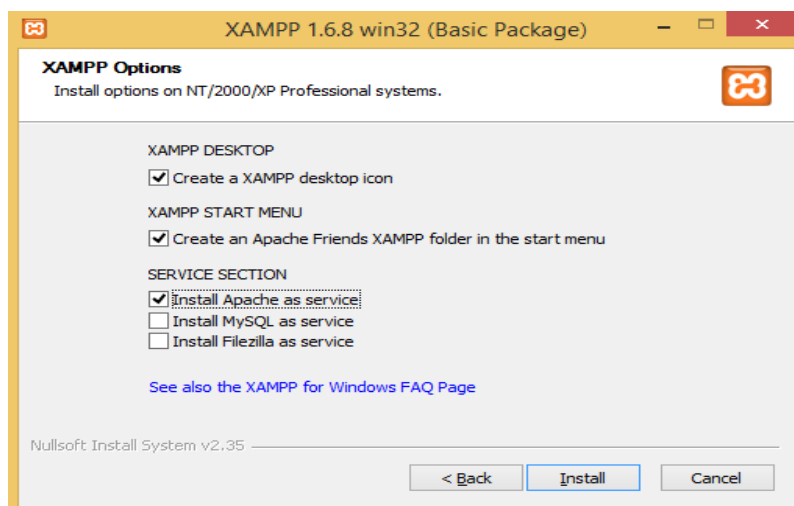 XAMPP 1.6.8 win32 (Basic Package)
XAMPP Options
Install options on NT/2000/XP Professional systems.
XAMPP DESKTOP
Create a XAMPP desktop icon
XAMPP START MENU
Create an Apache Friends XAMPP folder in the start menu
SERVICE SECTION
Install Apache as service
Install MySQL as service
Install Filezilla as service
See also the XAMPP for Windows FAQ Page
Nullsoft Install System v2.35
< Back Install Cancel